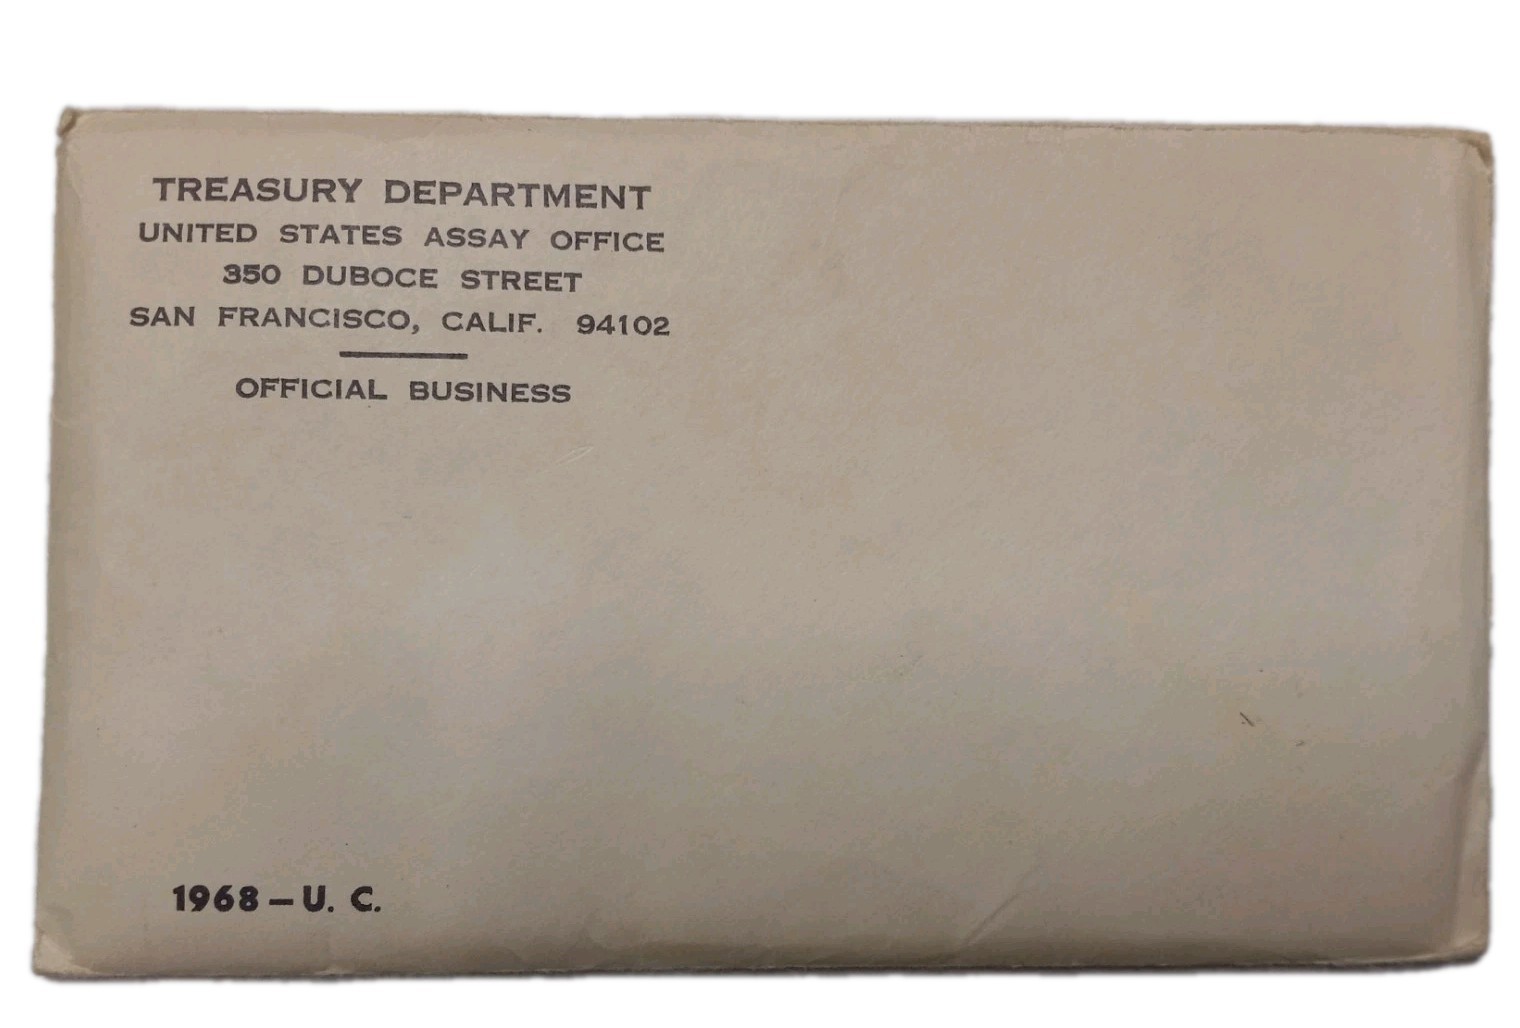 TREASURY DEPARTMENT
UNITED STATES ASSAY OFFICE
350 DUBOCE STREET
SAN FRANCISCO, CALIF. 94102
OFFICIAL BUSINESS
1968 – U. C.